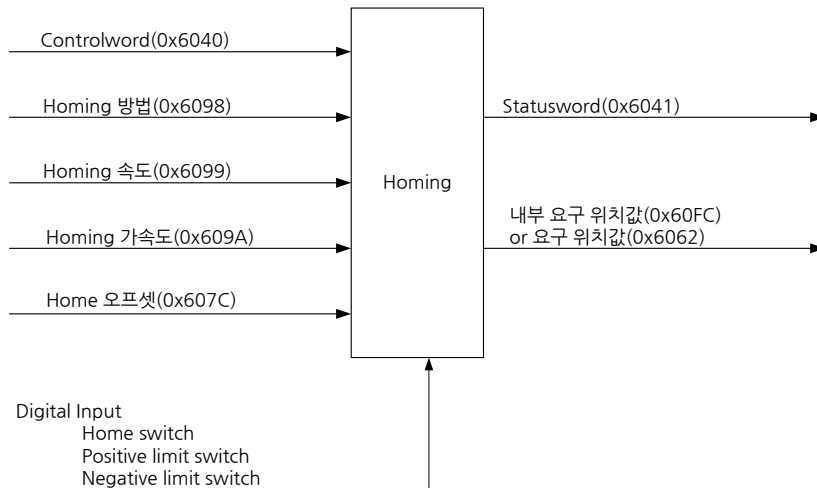 Controlword(0x6040)
Homing 방법(0x6098)
Homing 속도(0x6099)
Homing 가속도(0x609A)
Home 오프셋(0x607C)
Homing
Statusword(0x6041)
내부 요구 위치값(0x60FC)
or 요구 위치값(0x6062)
Digital Input
Home switch
Positive limit switch
Negative limit switch